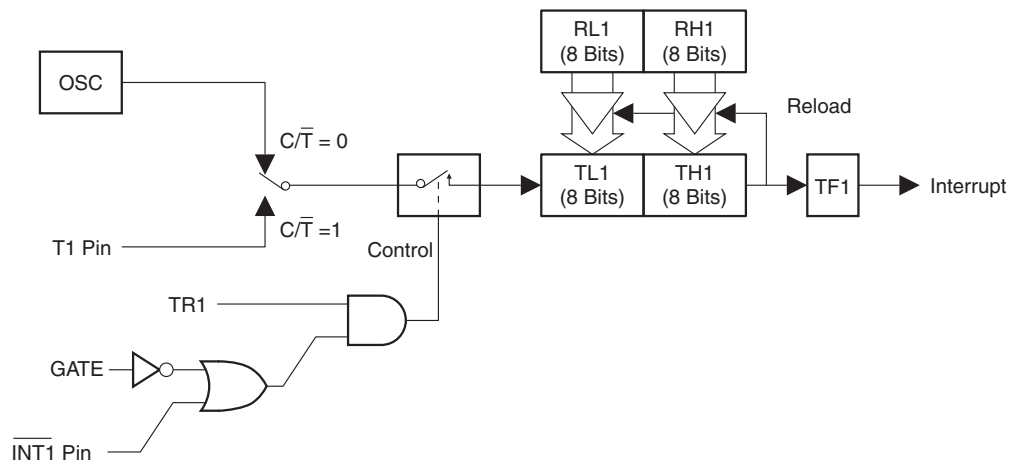 RL1
(8 Bits)
RH1
(8 Bits)
OSC
Reload
C/T̅ = 0
TL1
(8 Bits)
TH1
(8 Bits)
TF1
Interrupt
C/T̅ =1
T1 Pin
Control
TR1
GATE
I̅N̅T̅1̅ Pin